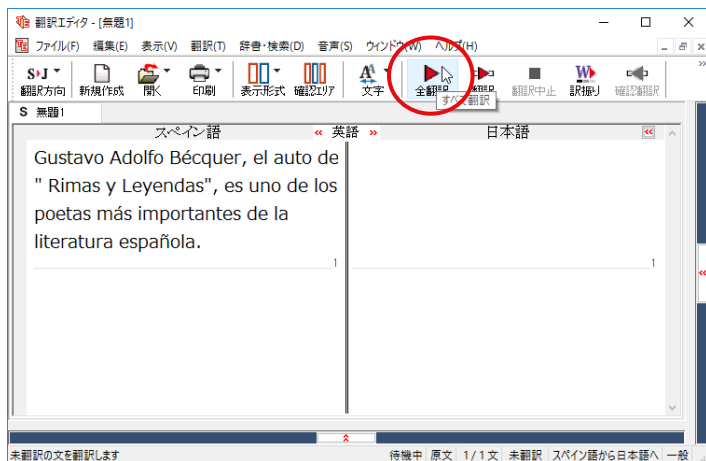 翻訳エディタ - [無題1]
ファイル(F) 編集(E) 表示(V) 翻訳(T) 辞書・検索(D) 音声(S) ウィンドウ(W) ヘルプ(H)
S▸J
翻訳方向 新規作成 開く 印刷 表示形式 確認エリア 文字 全翻訳 翻訳中止 訳振り 確認翻訳
すべて翻訳
S 無題1
スペイン語 « 英語 » 日本語 «
Gustavo Adolfo Bécquer, el auto de
" Rimas y Leyendas", es uno de los
poetas más importantes de la
literatura española.
1 1
未翻訳の文を翻訳します 待機中 原文 1/1文 未翻訳 スペイン語から日本語へ 一般